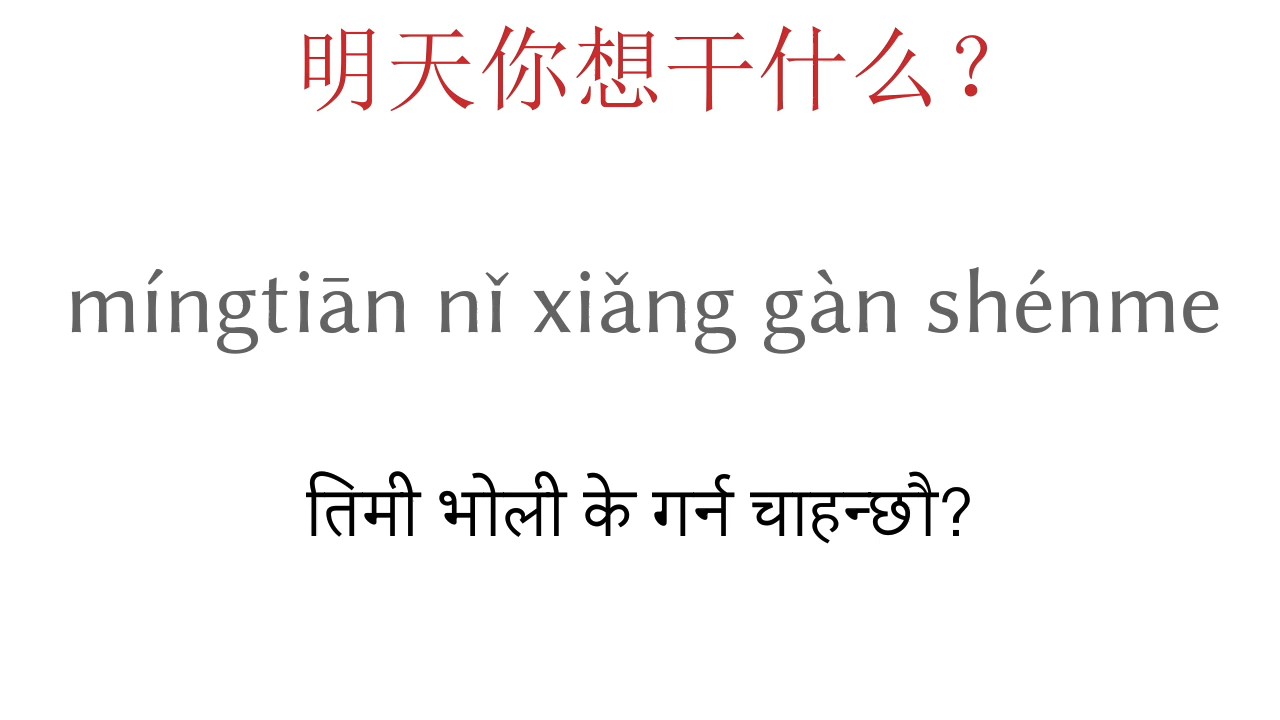 明天你想干什么？
míngtiān nǐ xiǎng gàn shénme
तिमी भोली के गर्न चाहन्छौ?